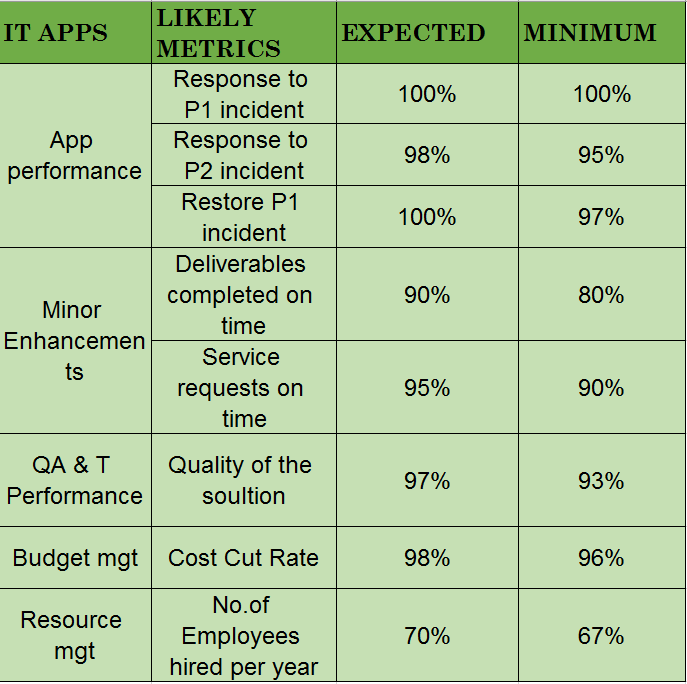 IT APPS
LIKELY
METRICS
EXPECTED
MINIMUM
App
performance
Response to
P1 incident
100%
100%
Response to
P2 incident
98%
95%
Restore P1
incident
100%
97%
Minor
Enhancemen
ts
Deliverables
completed on
time
90%
80%
Service
requests on
time
95%
90%
QA & T
Performance
Quality of the
soultion
97%
93%
Budget mgt
Cost Cut Rate
98%
96%
Resource
mgt
No.of
Employees
hired per year
70%
67%